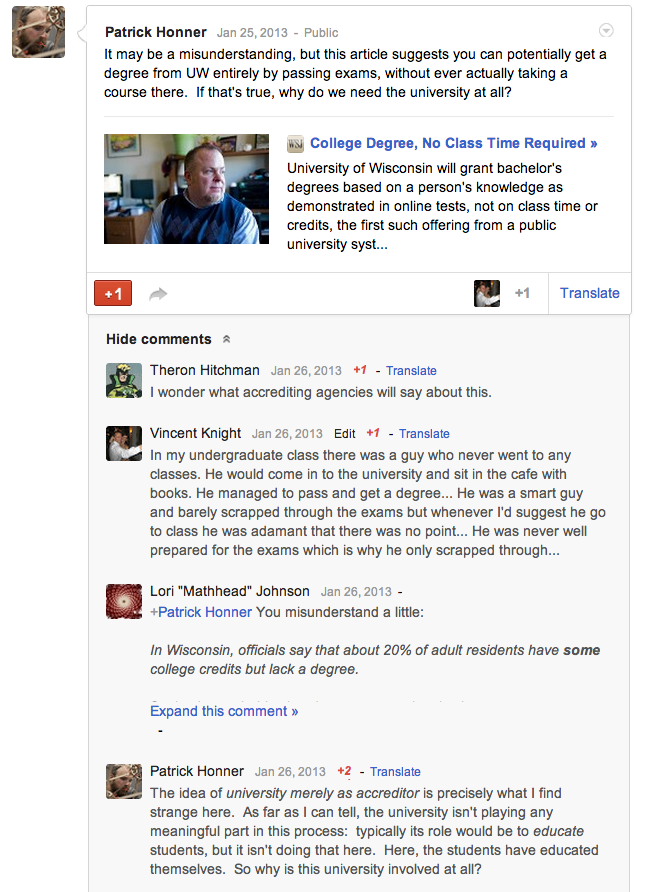 Patrick Honner Jan 25, 2013 - Public
It may be a misunderstanding, but this article suggests you can potentially get a
degree from UW entirely by passing exams, without ever actually taking a
course there.  If that's true, why do we need the university at all?
WSJ College Degree, No Class Time Required »
University of Wisconsin will grant bachelor's
degrees based on a person's knowledge as
demonstrated in online tests, not on class time or
credits, the first such offering from a public
university syst...
+1 +1 Translate
Hide comments
Theron Hitchman Jan 26, 2013 +1 - Translate
I wonder what accrediting agencies will say about this.
Vincent Knight Jan 26, 2013 Edit +1 - Translate
In my undergraduate class there was a guy who never went to any
classes. He would come in to the university and sit in the cafe with
books. He managed to pass and get a degree... He was a smart guy
and barely scrapped through the exams but whenever I'd suggest he go
to class he was adamant that there was no point... He was never well
prepared for the exams which is why he only scrapped through...
Lori "Mathhead" Johnson Jan 26, 2013 -
+Patrick Honner You misunderstand a little:
In Wisconsin, officials say that about 20% of adult residents have some
college credits but lack a degree.
Expand this comment »
-
Patrick Honner Jan 26, 2013 +2 - Translate
The idea of university merely as accreditor is precisely what I find
strange here.  As far as I can tell, the university isn't playing any
meaningful part in this process:  typically its role would be to educate
students, but it isn't doing that here.  Here, the students have educated
themselves.  So why is this university involved at all?